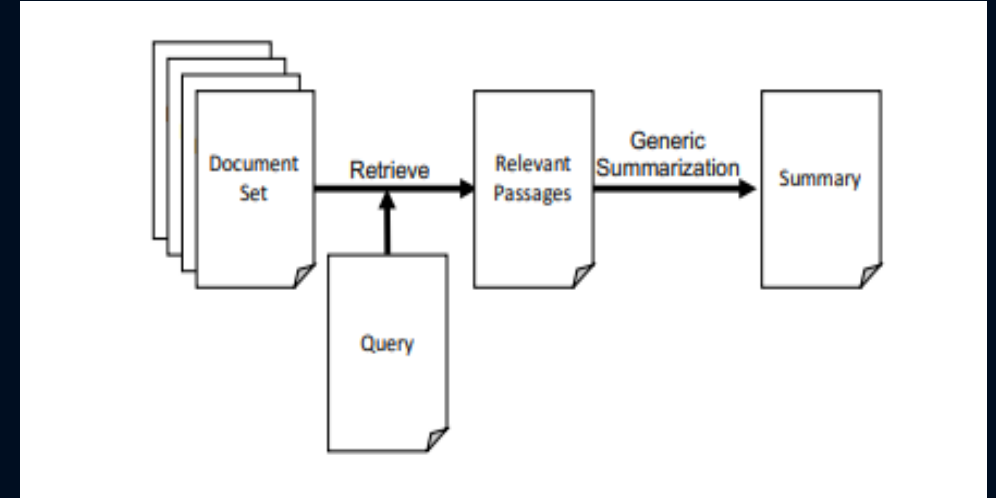 Document
Set
Retrieve
Relevant
Passages
Generic
Summarization
Summary
Query